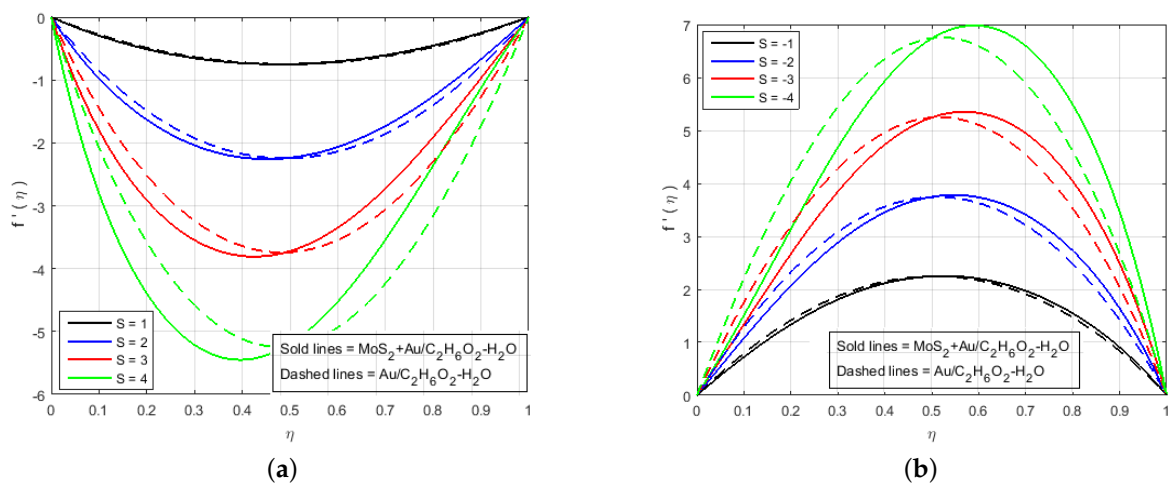 0
-1
-2
-3
-4
-5
-6
f ' ( η )
S = 1
S = 2
S = 3
S = 4
Sold lines = MoS2+Au/C2H6O2-H2O
Dashed lines = Au/C2H6O2-H2O
0 0.1 0.2 0.3 0.4 0.5 0.6 0.7 0.8 0.9 1
η
(a)
7
6
5
4
3
2
1
0
f ' ( η )
S = -1
S = -2
S = -3
S = -4
Sold lines = MoS2+Au/C2H6O2-H2O
Dashed lines = Au/C2H6O2-H2O
0 0.1 0.2 0.3 0.4 0.5 0.6 0.7 0.8 0.9 1
η
(b)